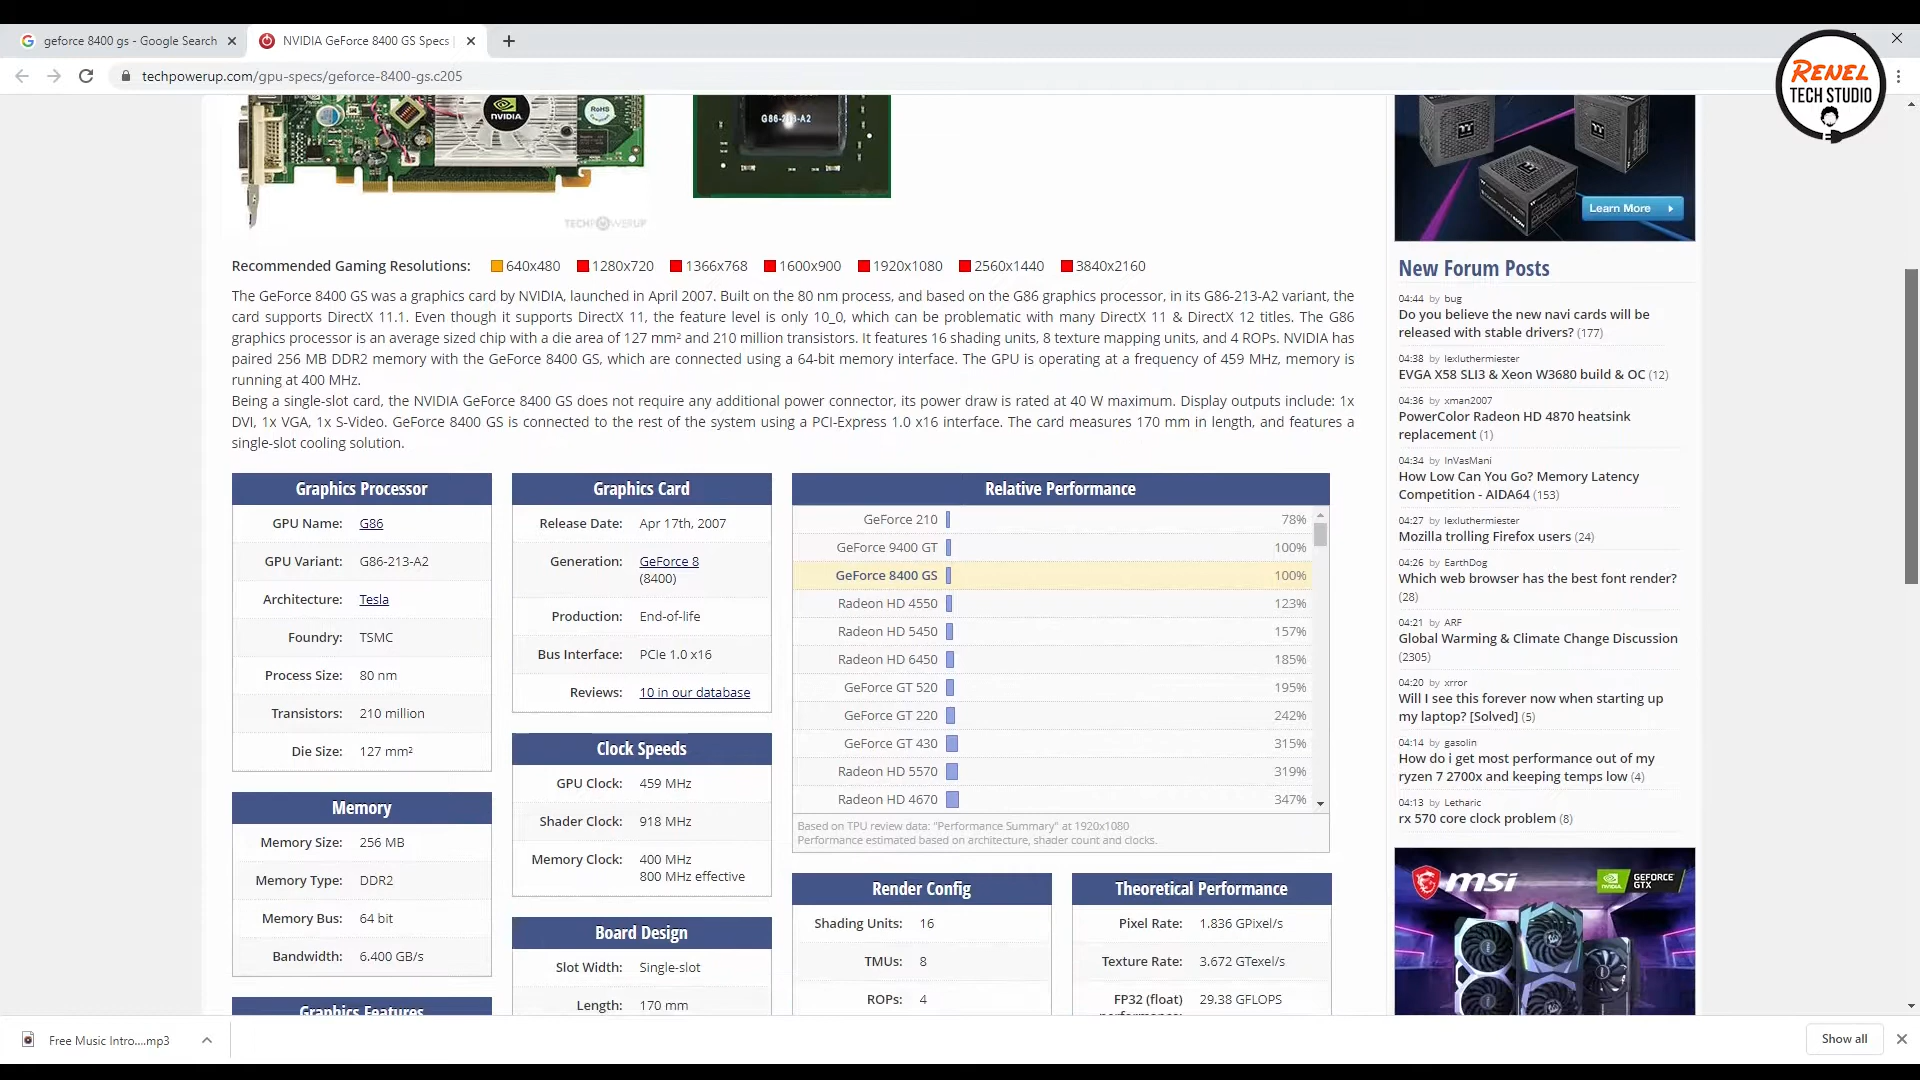 geforce 8400 gs - Google Search
NVIDIA GeForce 8400 GS Specs |
techpowerup.com/gpu-specs/geforce-8400-gs.c205
RENEL
TECH STUDIO
NVIDIA
RoHS
TECHPOWERUP
Learn More
Recommended Gaming Resolutions: 640x480 1280x720 1366x768 1600x900 1920x1080 2560x1440 3840x2160
The GeForce 8400 GS was a graphics card by NVIDIA, launched in April 2007. Built on the 80 nm process, and based on the G86 graphics processor, in its G86-213-A2 variant, the
card supports DirectX 11.1. Even though it supports DirectX 11, the feature level is only 10_0, which can be problematic with many DirectX 11 & DirectX 12 titles. The G86
graphics processor is an average sized chip with a die area of 127 mm² and 210 million transistors. It features 16 shading units, 8 texture mapping units, and 4 ROPs. NVIDIA has
paired 256 MB DDR2 memory with the GeForce 8400 GS, which are connected using a 64-bit memory interface. The GPU is operating at a frequency of 459 MHz, memory is
running at 400 MHz.
Being a single-slot card, the NVIDIA GeForce 8400 GS does not require any additional power connector, its power draw is rated at 40 W maximum. Display outputs include: 1x
DVI, 1x VGA, 1x S-Video. GeForce 8400 GS is connected to the rest of the system using a PCI-Express 1.0 x16 interface. The card measures 170 mm in length, and features a
single-slot cooling solution.
Graphics Processor
GPU Name: G86
GPU Variant: G86-213-A2
Architecture: Tesla
Foundry: TSMC
Process Size: 80 nm
Transistors: 210 million
Die Size: 127 mm²
Memory
Memory Size: 256 MB
Memory Type: DDR2
Memory Bus: 64 bit
Bandwidth: 6.400 GB/s
Graphics Features
Graphics Card
Release Date: Apr 17th, 2007
Generation: GeForce 8
(8400)
Production: End-of-life
Bus Interface: PCIe 1.0 x16
Reviews: 10 in our database
Clock Speeds
GPU Clock: 459 MHz
Shader Clock: 918 MHz
Memory Clock: 400 MHz
800 MHz effective
Board Design
Slot Width: Single-slot
Length: 170 mm
Relative Performance
GeForce 210 78%
GeForce 9400 GT 100%
GeForce 8400 GS 100%
Radeon HD 4550 123%
Radeon HD 5450 157%
Radeon HD 6450 185%
GeForce GT 520 195%
GeForce GT 220 242%
GeForce GT 430 315%
Radeon HD 5570 319%
Radeon HD 4670 347%
Based on TPU review data: "Performance Summary" at 1920x1080
Performance estimated based on architecture, shader count and clocks.
Render Config
Shading Units: 16
TMUs: 8
ROPs: 4
Theoretical Performance
Pixel Rate: 1.836 GPixel/s
Texture Rate: 3.672 GTexel/s
FP32 (float) 29.38 GFLOPS
New Forum Posts
04:44 by bug
Do you believe the new navi cards will be
released with stable drivers? (177)
04:38 by lexluthermiester
EVGA X58 SLI3 & Xeon W3680 build & OC (12)
04:36 by xman2007
PowerColor Radeon HD 4870 heatsink
replacement (1)
04:34 by InVasMani
How Low Can You Go? Memory Latency
Competition - AIDA64 (153)
04:27 by lexluthermiester
Mozilla trolling Firefox users (24)
04:26 by EarthDog
Which web browser has the best font render?
(28)
04:21 by ARF
Global Warming & Climate Change Discussion
(2305)
04:20 by xrror
Will I see this forever now when starting up
my laptop? [Solved] (5)
04:14 by gasolin
How do i get most performance out of my
ryzen 7 2700x and keeping temps low (4)
04:13 by Letharic
rx 570 core clock problem (8)
msi
NVIDIA
GEFORCE
GTX
Free Music Intro....mp3
Show all